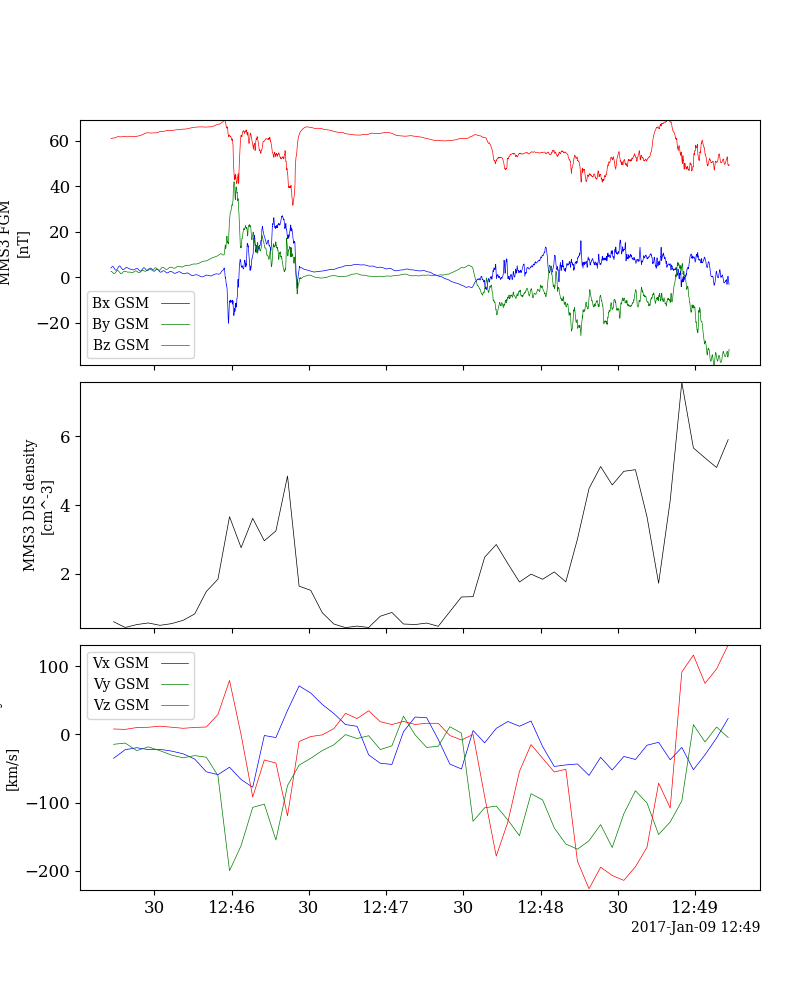 60
40
20
0
−20
MMS3 FGM
[nT]
Bx GSM
By GSM
Bz GSM
6
4
2
MMS3 DIS density
[cm^-3]
100
0
−100
−200
[km/s]
Vx GSM
Vy GSM
Vz GSM
30
12:46
30
12:47
30
12:48
30
12:49
2017-Jan-09 12:49